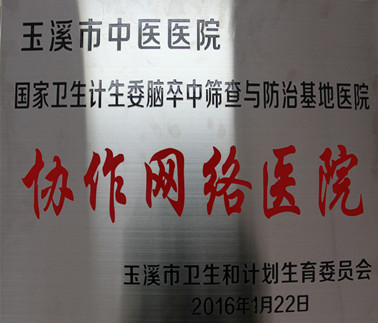 玉溪市中医医院
国家卫生计生委脑卒中筛查与防治基地医院
协作网络医院
玉溪市卫生和计划生育委员会
2016年1月22日